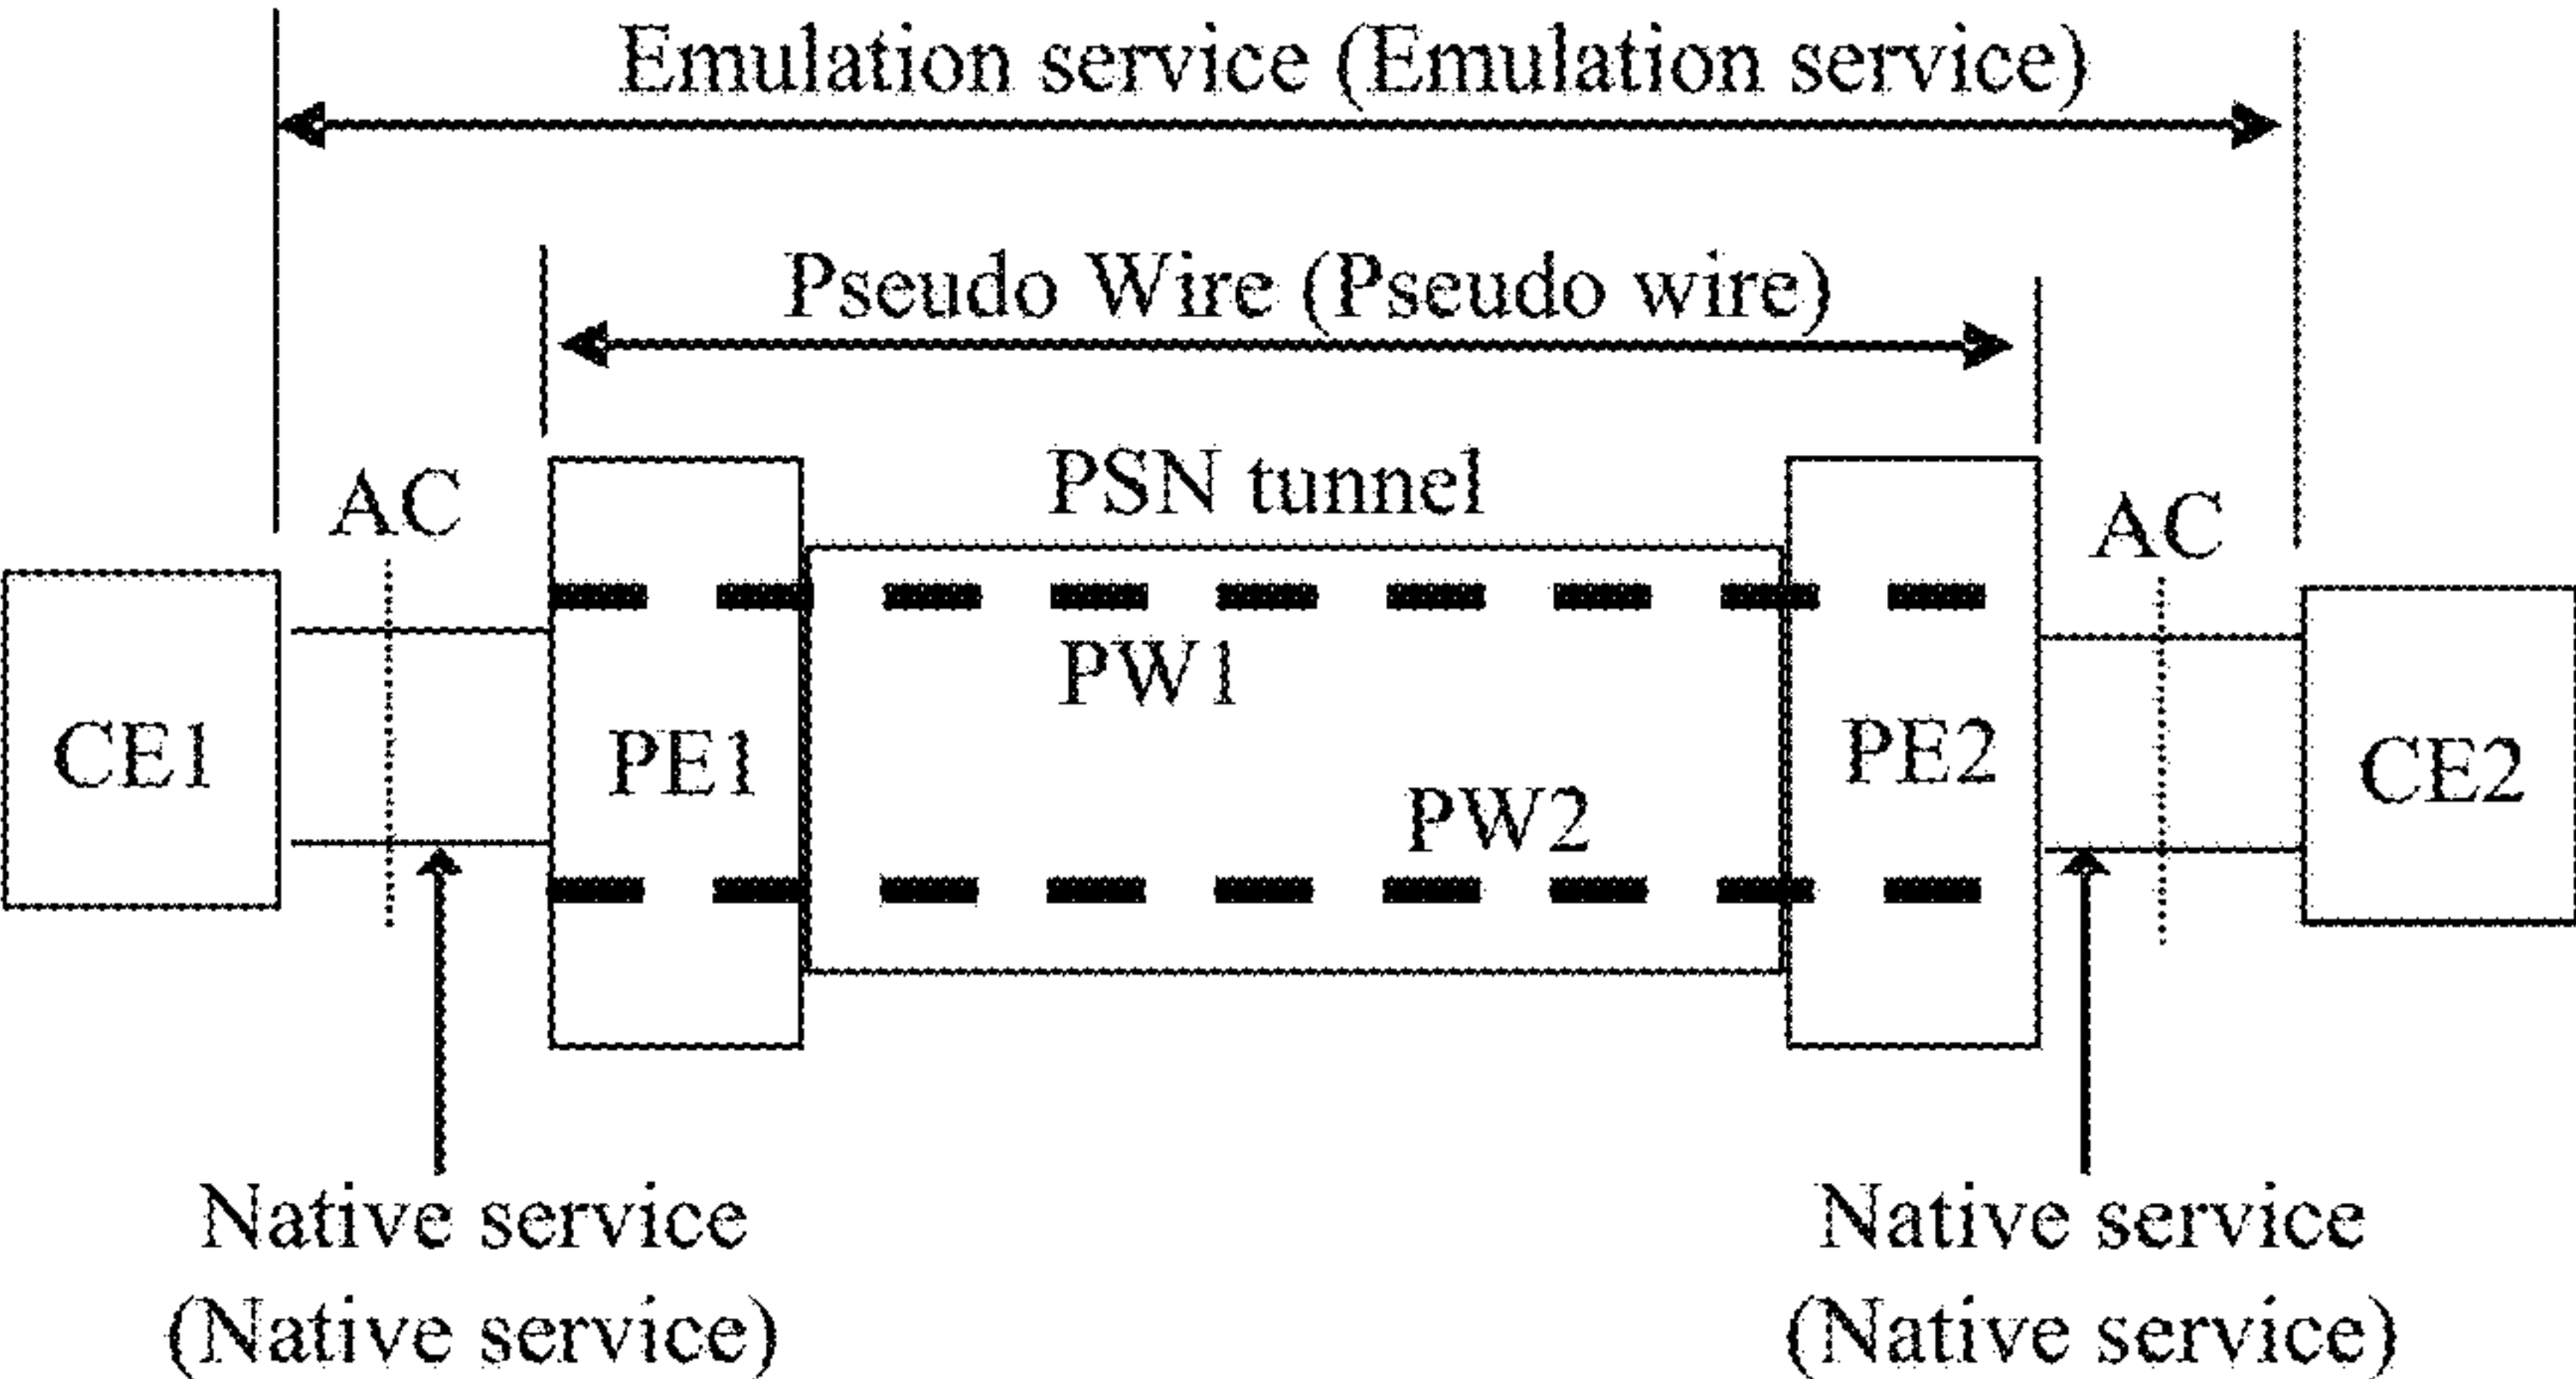 Emulation service (Emulation service)
Pseudo Wire (Pseudo wire)
AC
PSN tunnel
AC
PW1
CE1
PE1
PE2
CE2
PW2
Native service
(Native service)
Native service
(Native service)